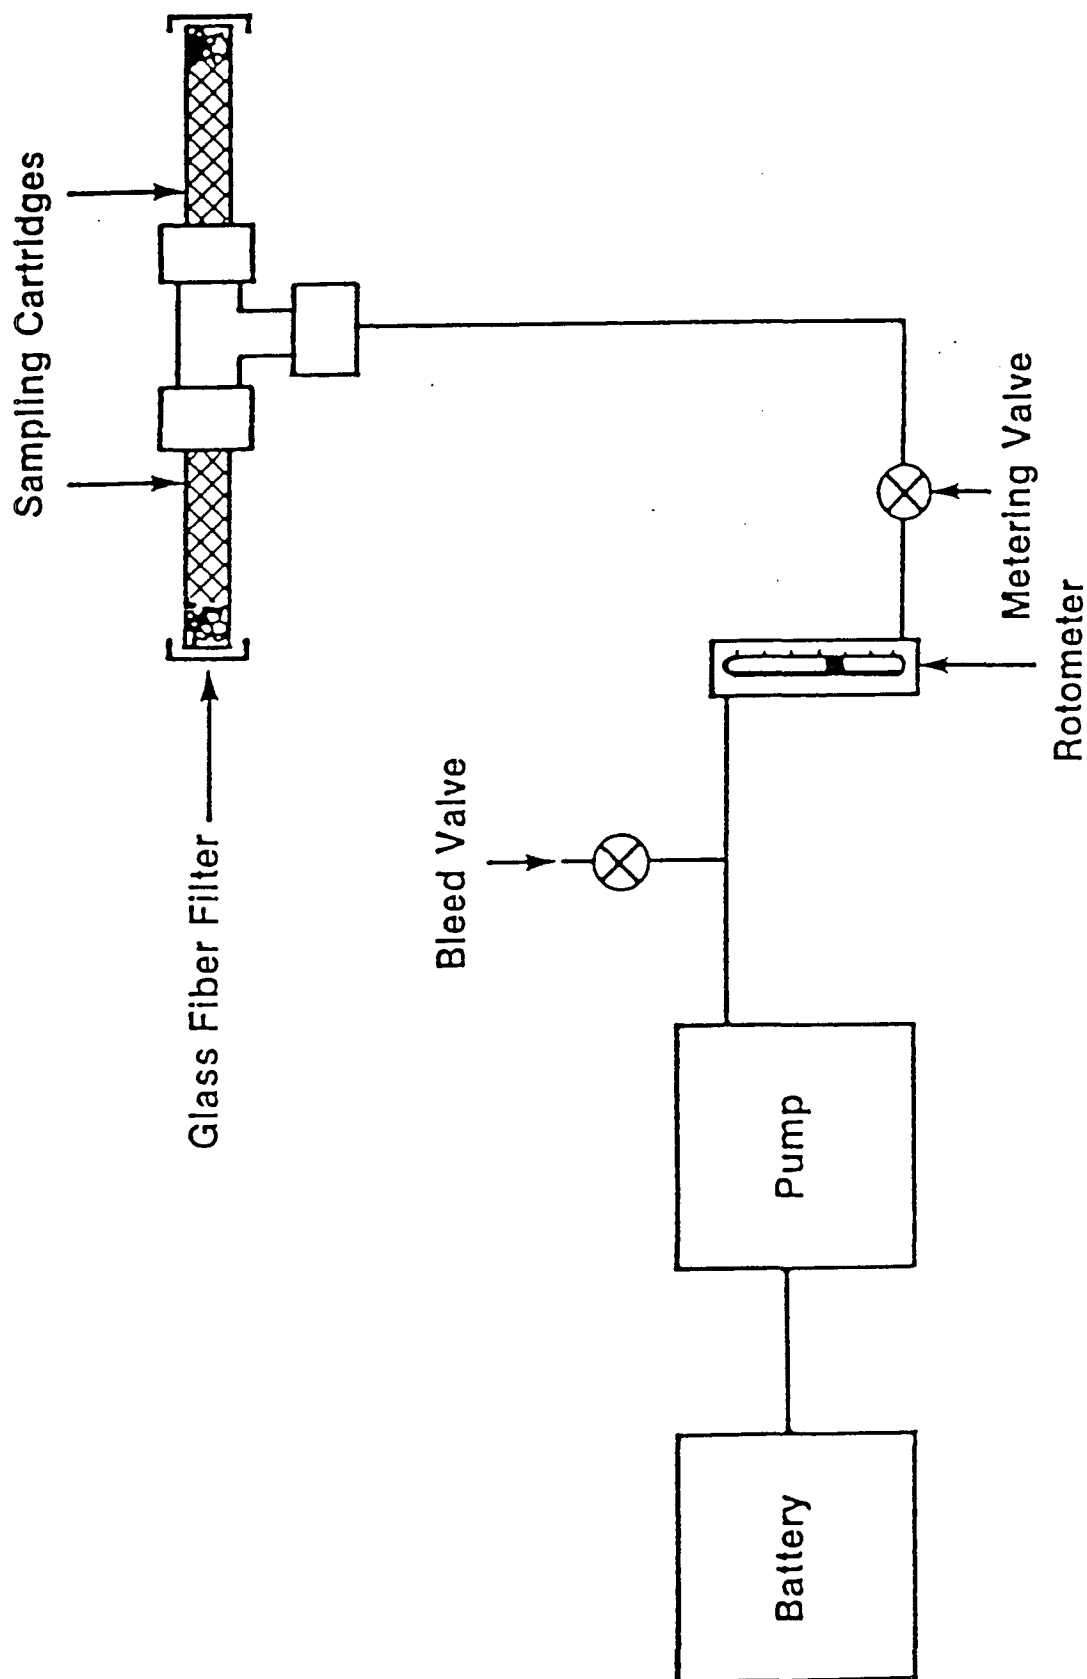 Sampling Cartridges
Glass Fiber Filter
Bleed Valve
Metering Valve
Rotometer
Pump
Battery